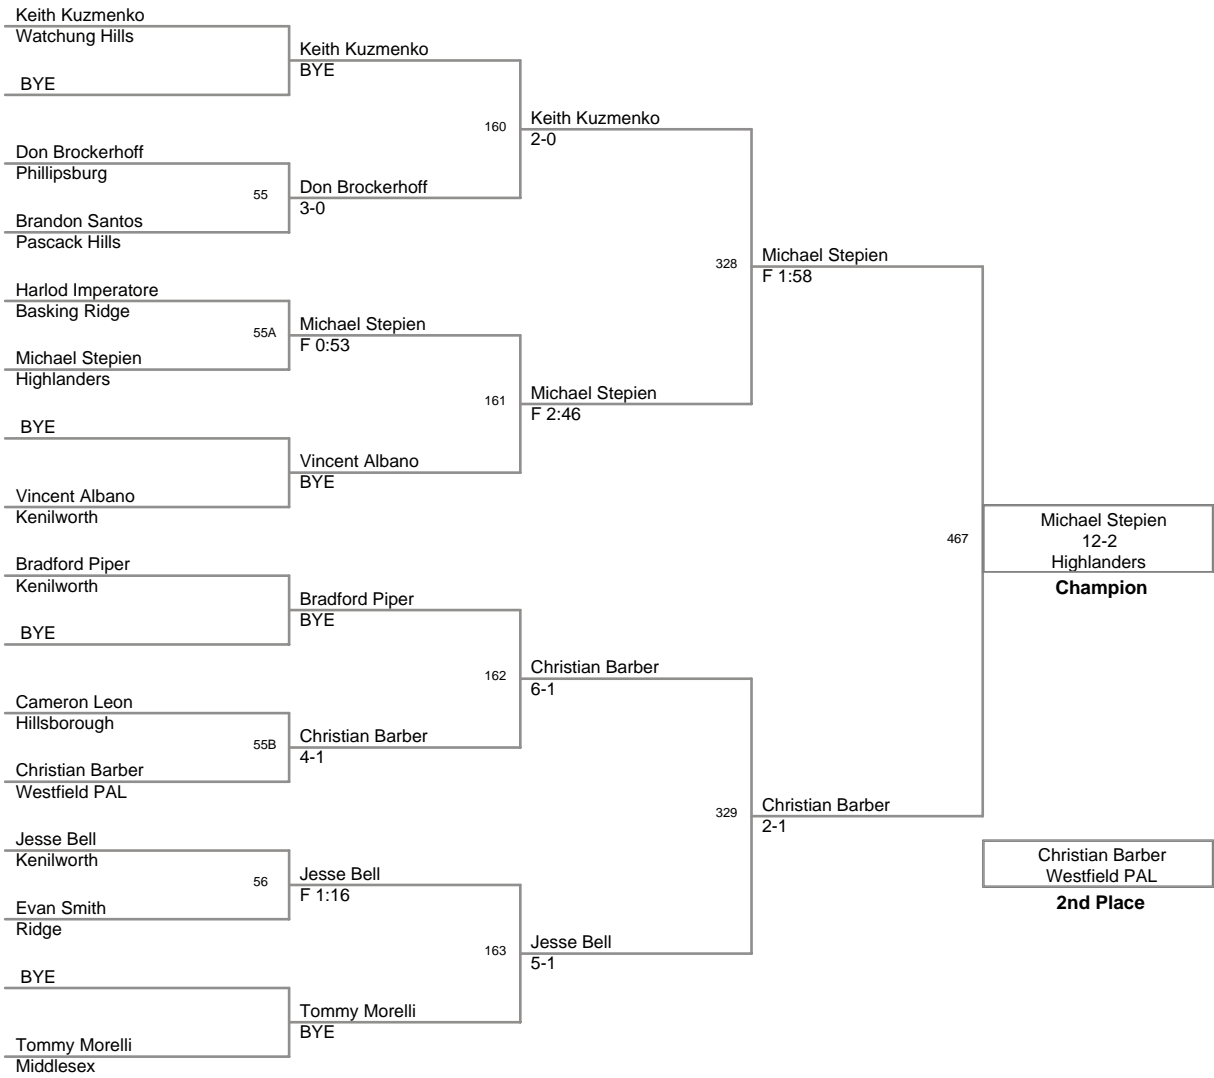 Keith Kuzmenko
Watchung Hills
BYE
Don Brockerhoff
Phillipsburg
55
Brandon Santos
Pascack Hills
Harlod Imperatore
Basking Ridge
55A
Michael Stepien
Highlanders
BYE
Vincent Albano
Kenilworth
Bradford Piper
Kenilworth
BYE
Cameron Leon
Hillsborough
55B
Christian Barber
Westfield PAL
Jesse Bell
Kenilworth
56
Evan Smith
Ridge
BYE
Tommy Morelli
Middlesex
Keith Kuzmenko
BYE
160
Don Brockerhoff
3-0
Michael Stepien
F 0:53
161
Vincent Albano
BYE
Bradford Piper
BYE
162
Christian Barber
4-1
Jesse Bell
F 1:16
163
Tommy Morelli
BYE
Keith Kuzmenko
2-0
328
Michael Stepien
F 2:46
Christian Barber
6-1
329
Jesse Bell
5-1
Michael Stepien
F 1:58
467
Christian Barber
2-1
Michael Stepien
12-2
Highlanders
Champion
Christian Barber
Westfield PAL
2nd Place